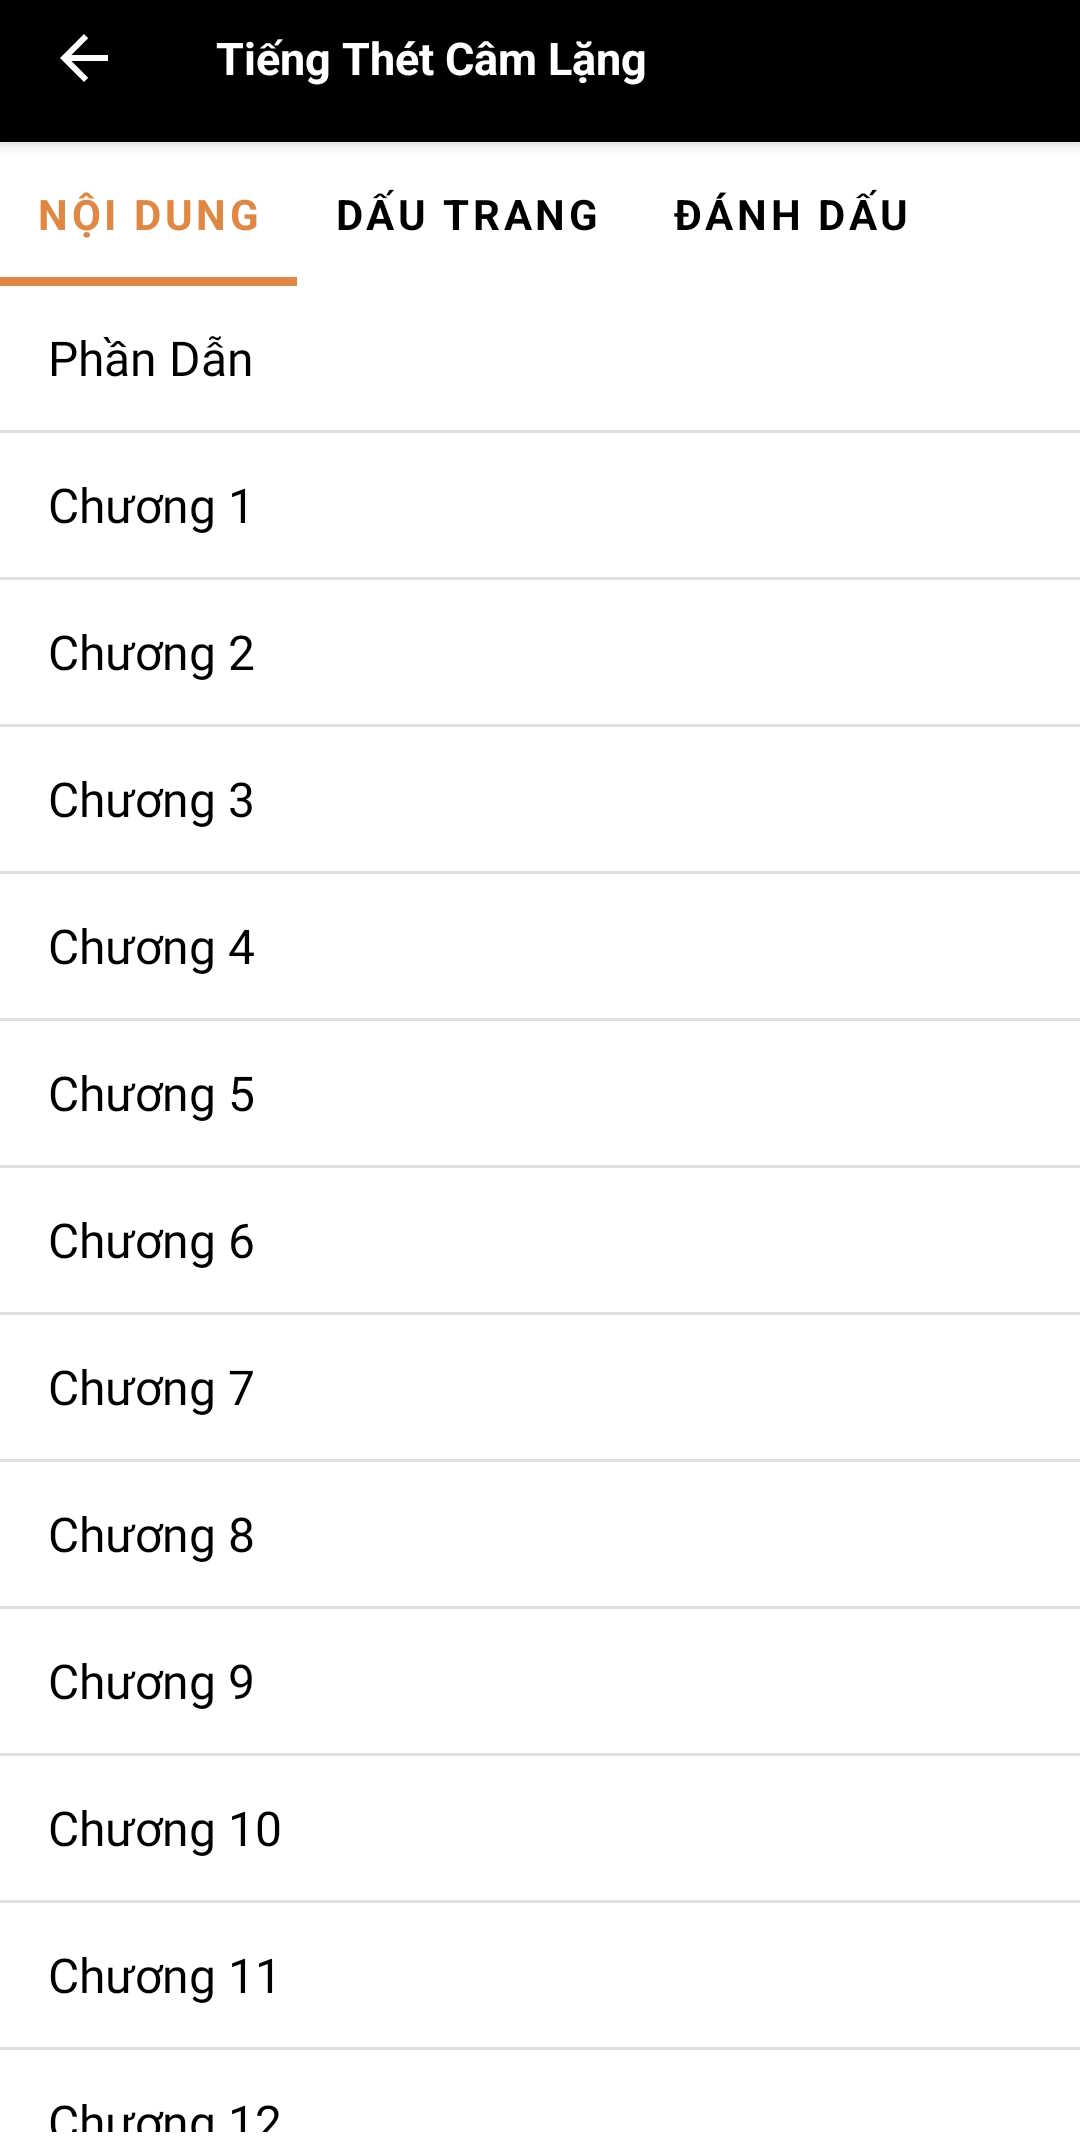 Tiếng Thét Câm Lặng
NỘI DUNG DẤU TRANG ĐÁNH DẤU
Phần Dẫn
Chương 1
Chương 2
Chương 3
Chương 4
Chương 5
Chương 6
Chương 7
Chương 8
Chương 9
Chương 10
Chương 11
Chương 12